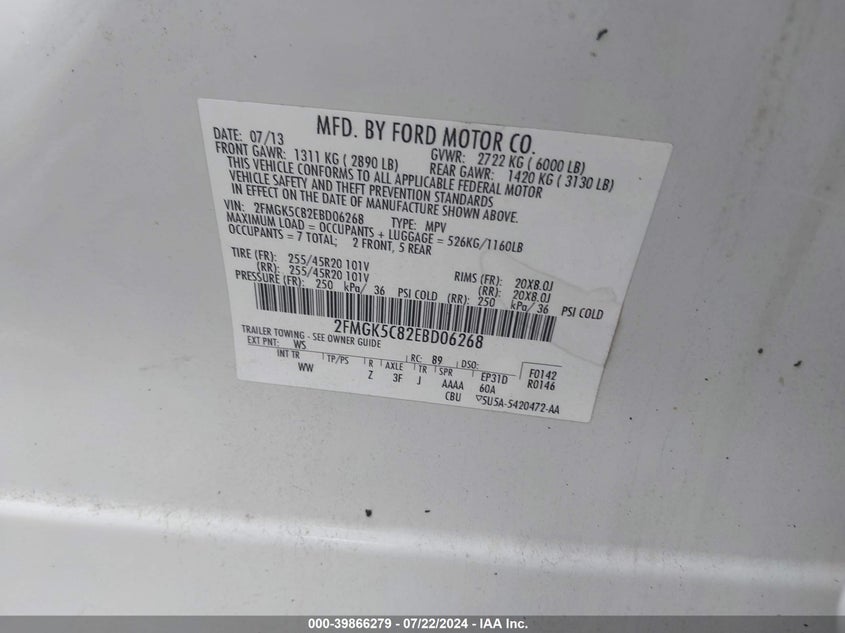 MFD. BY FORD MOTOR CO.
DATE: 07/13 GVWR: 2722 KG ( 6000 LB)
FRONT GAWR: 1311 KG ( 2890 LB) REAR GAWR: 1420 KG ( 3130 LB)
THIS VEHICLE CONFORMS TO ALL APPLICABLE FEDERAL MOTOR
VEHICLE SAFETY AND THEFT PREVENTION STANDARDS
IN EFFECT ON THE DATE OF MANUFACTURE SHOWN ABOVE.
VIN: 2FMGK5C82EBD06268 TYPE: MPV
MAXIMUM LOAD = OCCUPANTS + LUGGAGE = 526KG/1160LB
OCCUPANTS = 7 TOTAL; 2 FRONT, 5 REAR
TIRE (FR): 255/45R20 101V RIMS (FR): 20X8.0J
(RR): 255/45R20 101V (RR): 20X8.0J
PRESSURE (FR): 250 kPa/ 36 PSI COLD (RR): 250 kPa/ 36 PSI COLD
2FMGK5C82EBD06268
TRAILER TOWING - SEE OWNER GUIDE
EXT PNT: WS RC: 89 DSO: F0142
INT TR TP/PS R AXLE TR SPR EP31D R0146
WW Z 3F J AAAA 60A
CBU ▽5U5A-5420472-AA
000-39866279 - 07/22/2024 - IAA Inc.